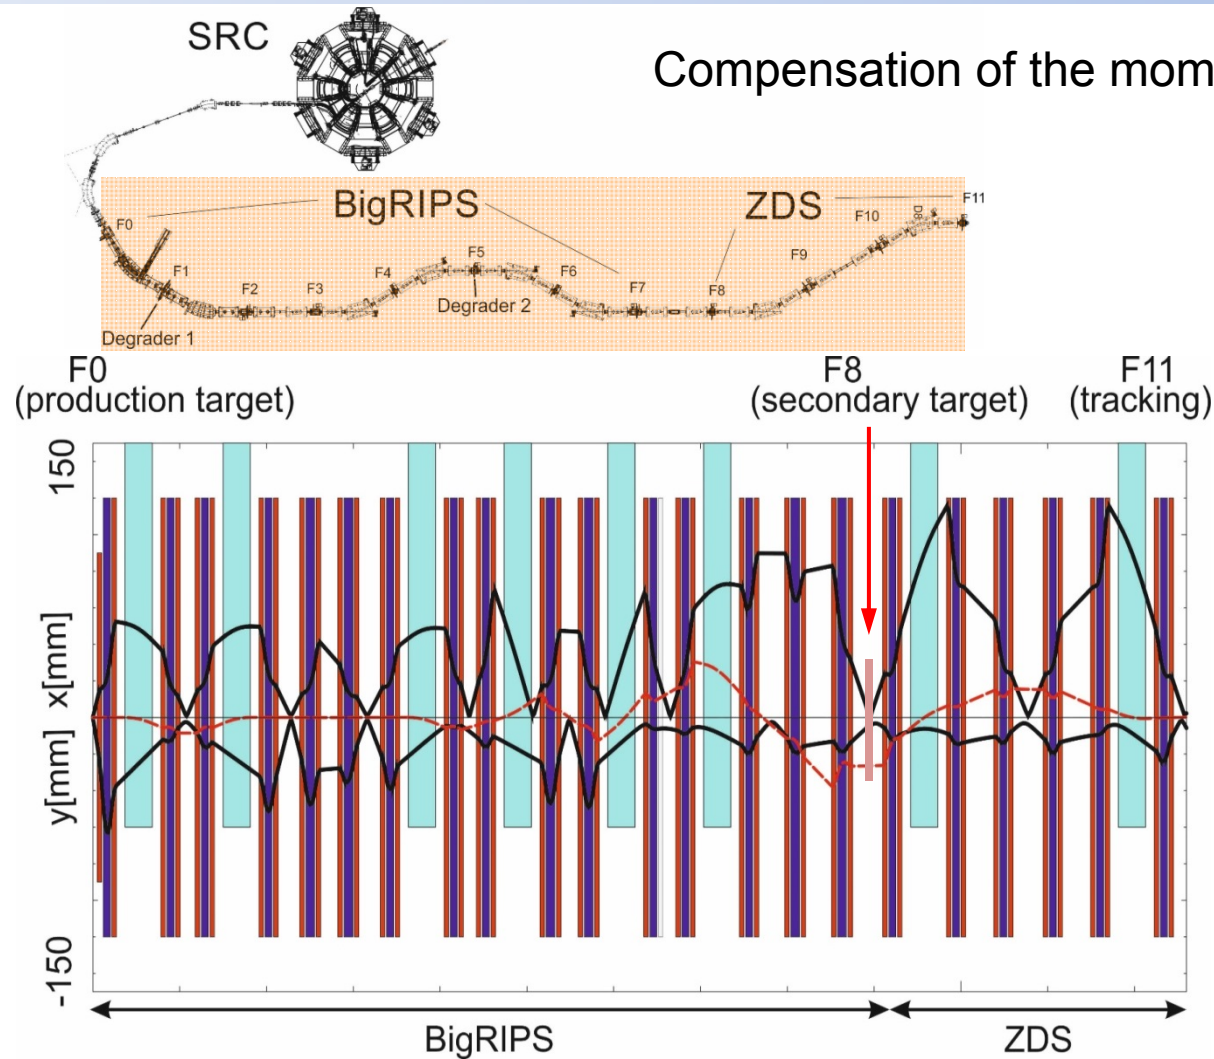 SRC
Compensation of the mom
BigRIPS
ZDS
F11
F0
F10
D8
F1
F5
F9
F4
F6
F2
F3
F7
F8
Degrader 2
Degrader 1
F0
(production target)
F8
(secondary target)
F11
(tracking)
150
x[mm]
y[mm]
-150
BigRIPS
ZDS